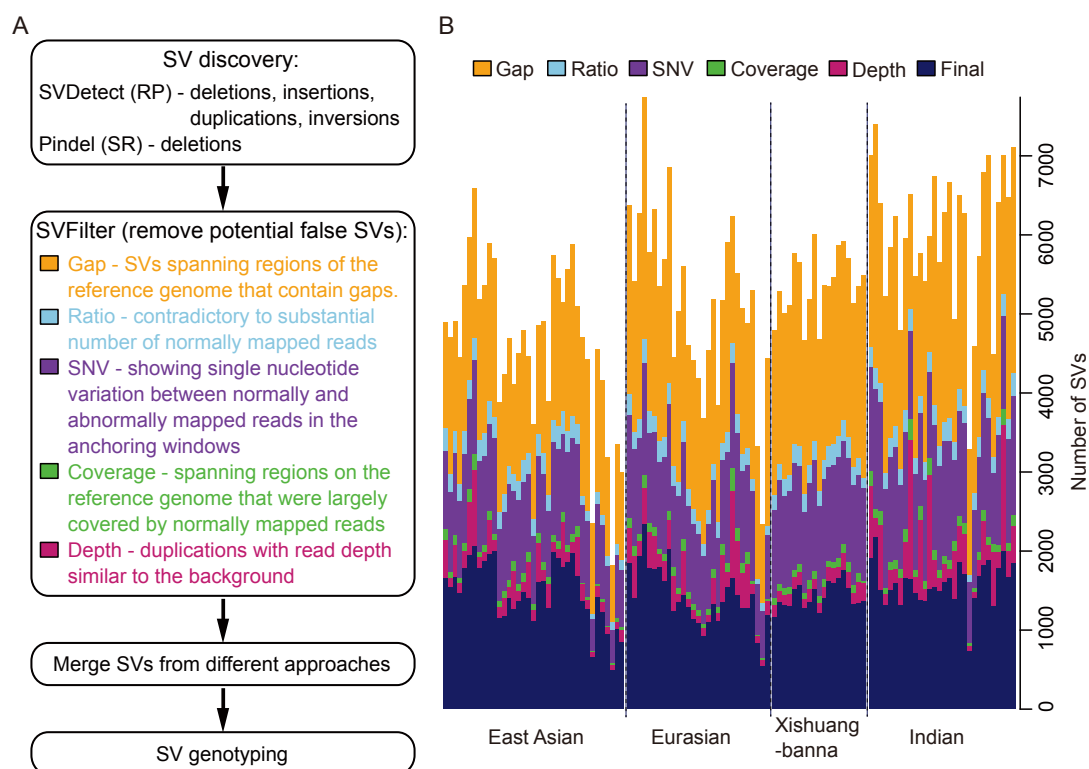 A
SV discovery:
SVDetect (RP) - deletions, insertions,
duplications, inversions
Pindel (SR) - deletions
SVFilter (remove potential false SVs):
Gap - SVs spanning regions of the
reference genome that contain gaps.
Ratio - contradictory to substantial
number of normally mapped reads
SNV - showing single nucleotide
variation between normally and
abnormally mapped reads in the
anchoring windows
Coverage - spanning regions on the
reference genome that were largely
covered by normally mapped reads
Depth - duplications with read depth
similar to the background
Merge SVs from different approaches
SV genotyping
B
Gap Ratio SNV Coverage Depth Final
7000
6000
5000
4000
3000
2000
1000
0
Number of SVs
East Asian
Eurasian
Xishuang
-banna
Indian